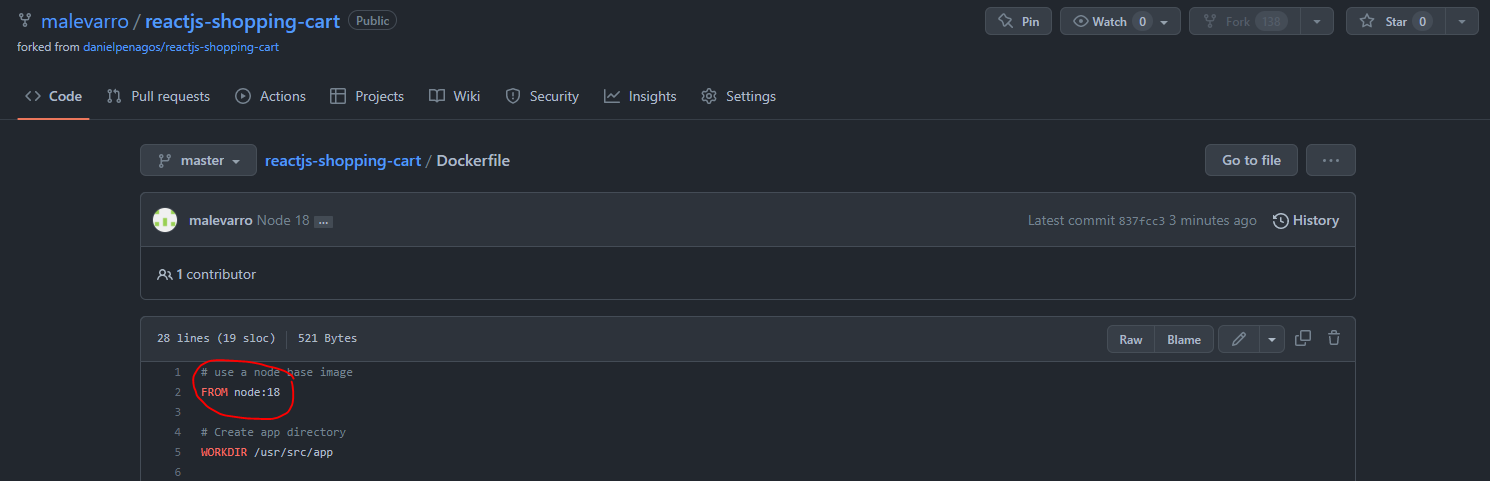 malevarro / reactjs-shopping-cart Public Pin Watch 0 Fork 138 Star 0
forked from danielpenagos/reactjs-shopping-cart
Code Pull requests Actions Projects Wiki Security Insights Settings
master reactjs-shopping-cart / Dockerfile Go to file ...
malevarro Node 18 ... Latest commit 837fcc3 3 minutes ago History
1 contributor
28 lines (19 sloc) 521 Bytes Raw Blame
1 # use a node base image
2 FROM node:18
3
4 # Create app directory
5 WORKDIR /usr/src/app
6